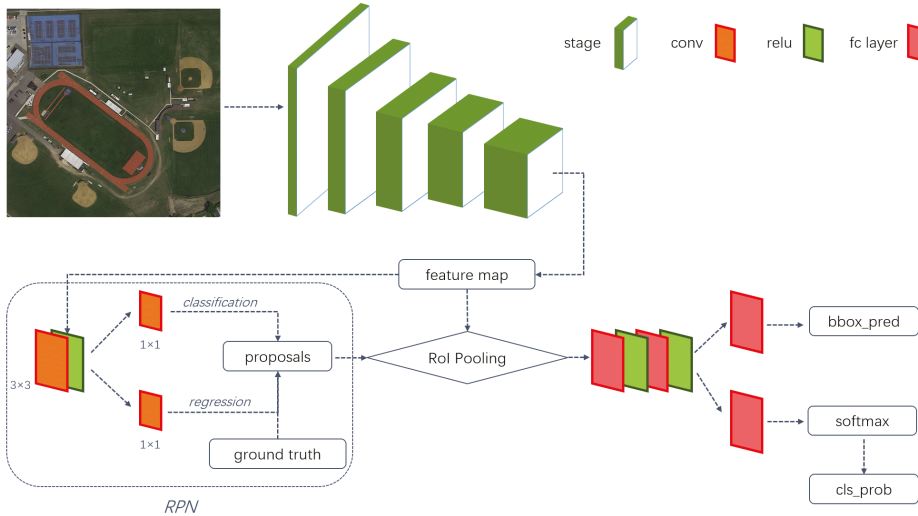 stage
conv
relu
fc layer
feature map
classification
1×1
proposals
RoI Pooling
bbox_pred
3×3
regression
1×1
ground truth
softmax
cls_prob
RPN